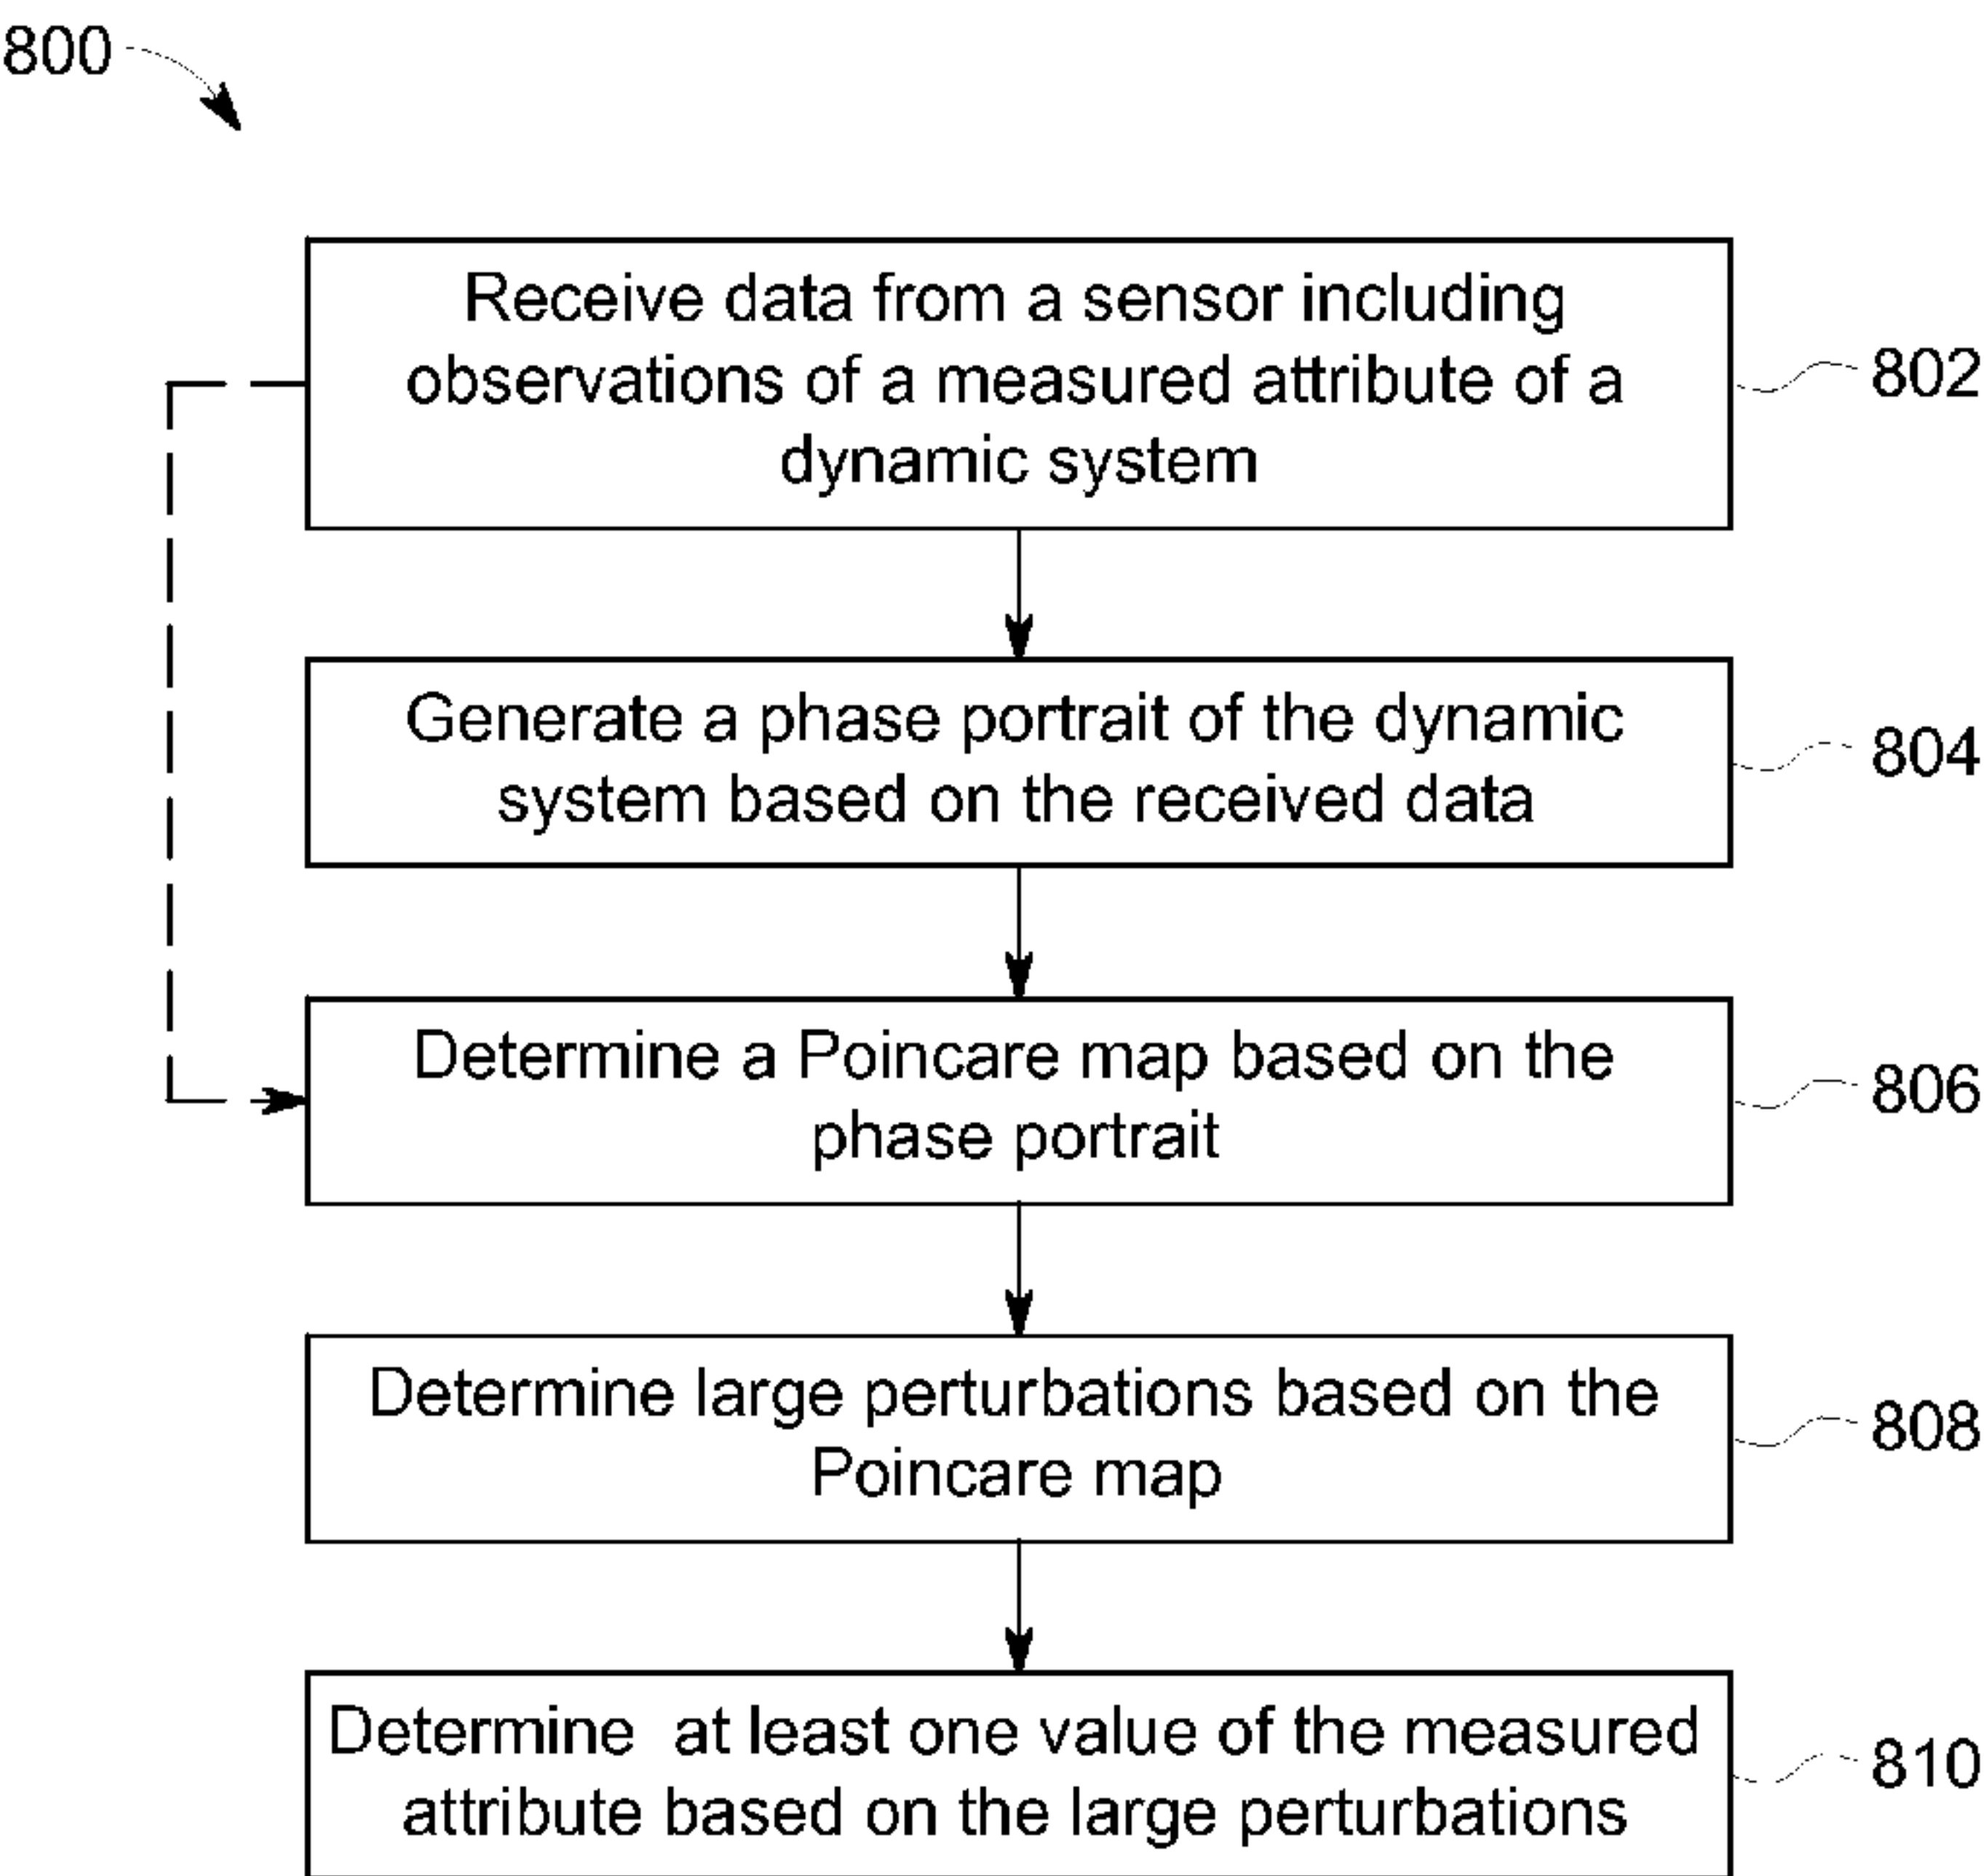 800
Receive data from a sensor including
observations of a measured attribute of a
dynamic system
802
Generate a phase portrait of the dynamic
system based on the received data
804
Determine a Poincare map based on the
phase portrait
806
Determine large perturbations based on the
Poincare map
808
Determine at least one value of the measured
attribute based on the large perturbations
810